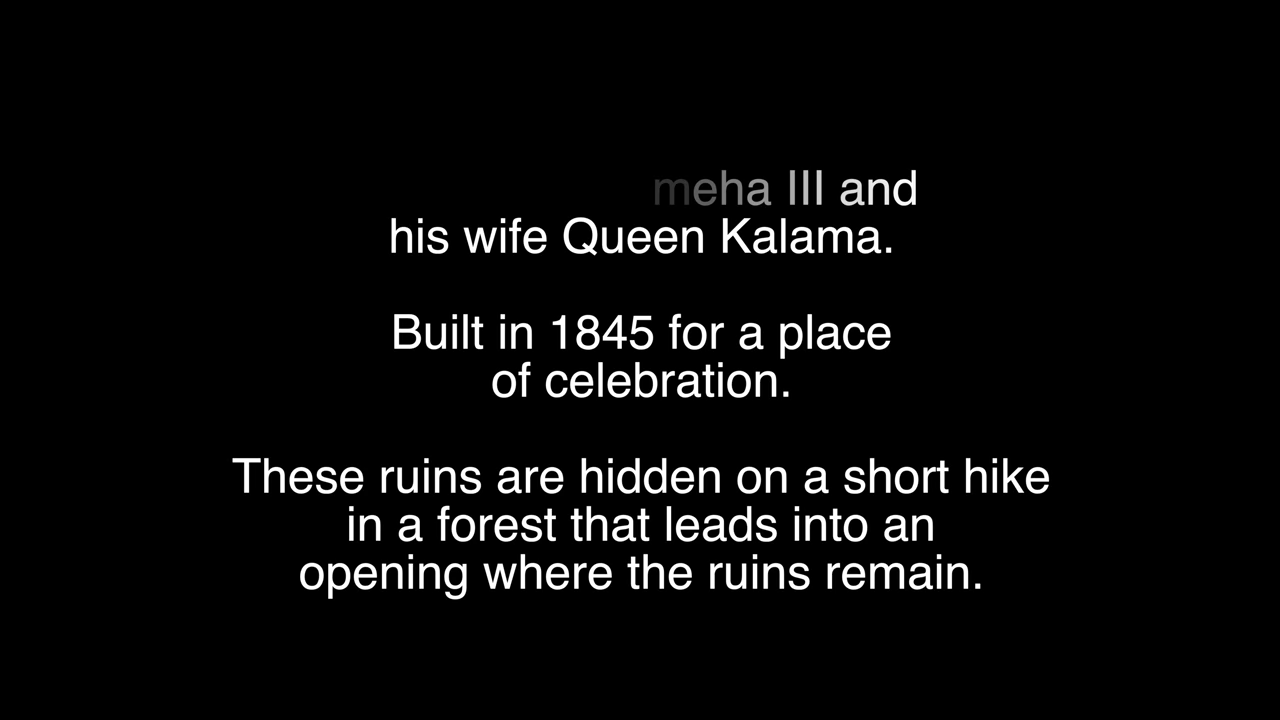 meha III and
his wife Queen Kalama.
Built in 1845 for a place
of celebration.
These ruins are hidden on a short hike
in a forest that leads into an
opening where the ruins remain.